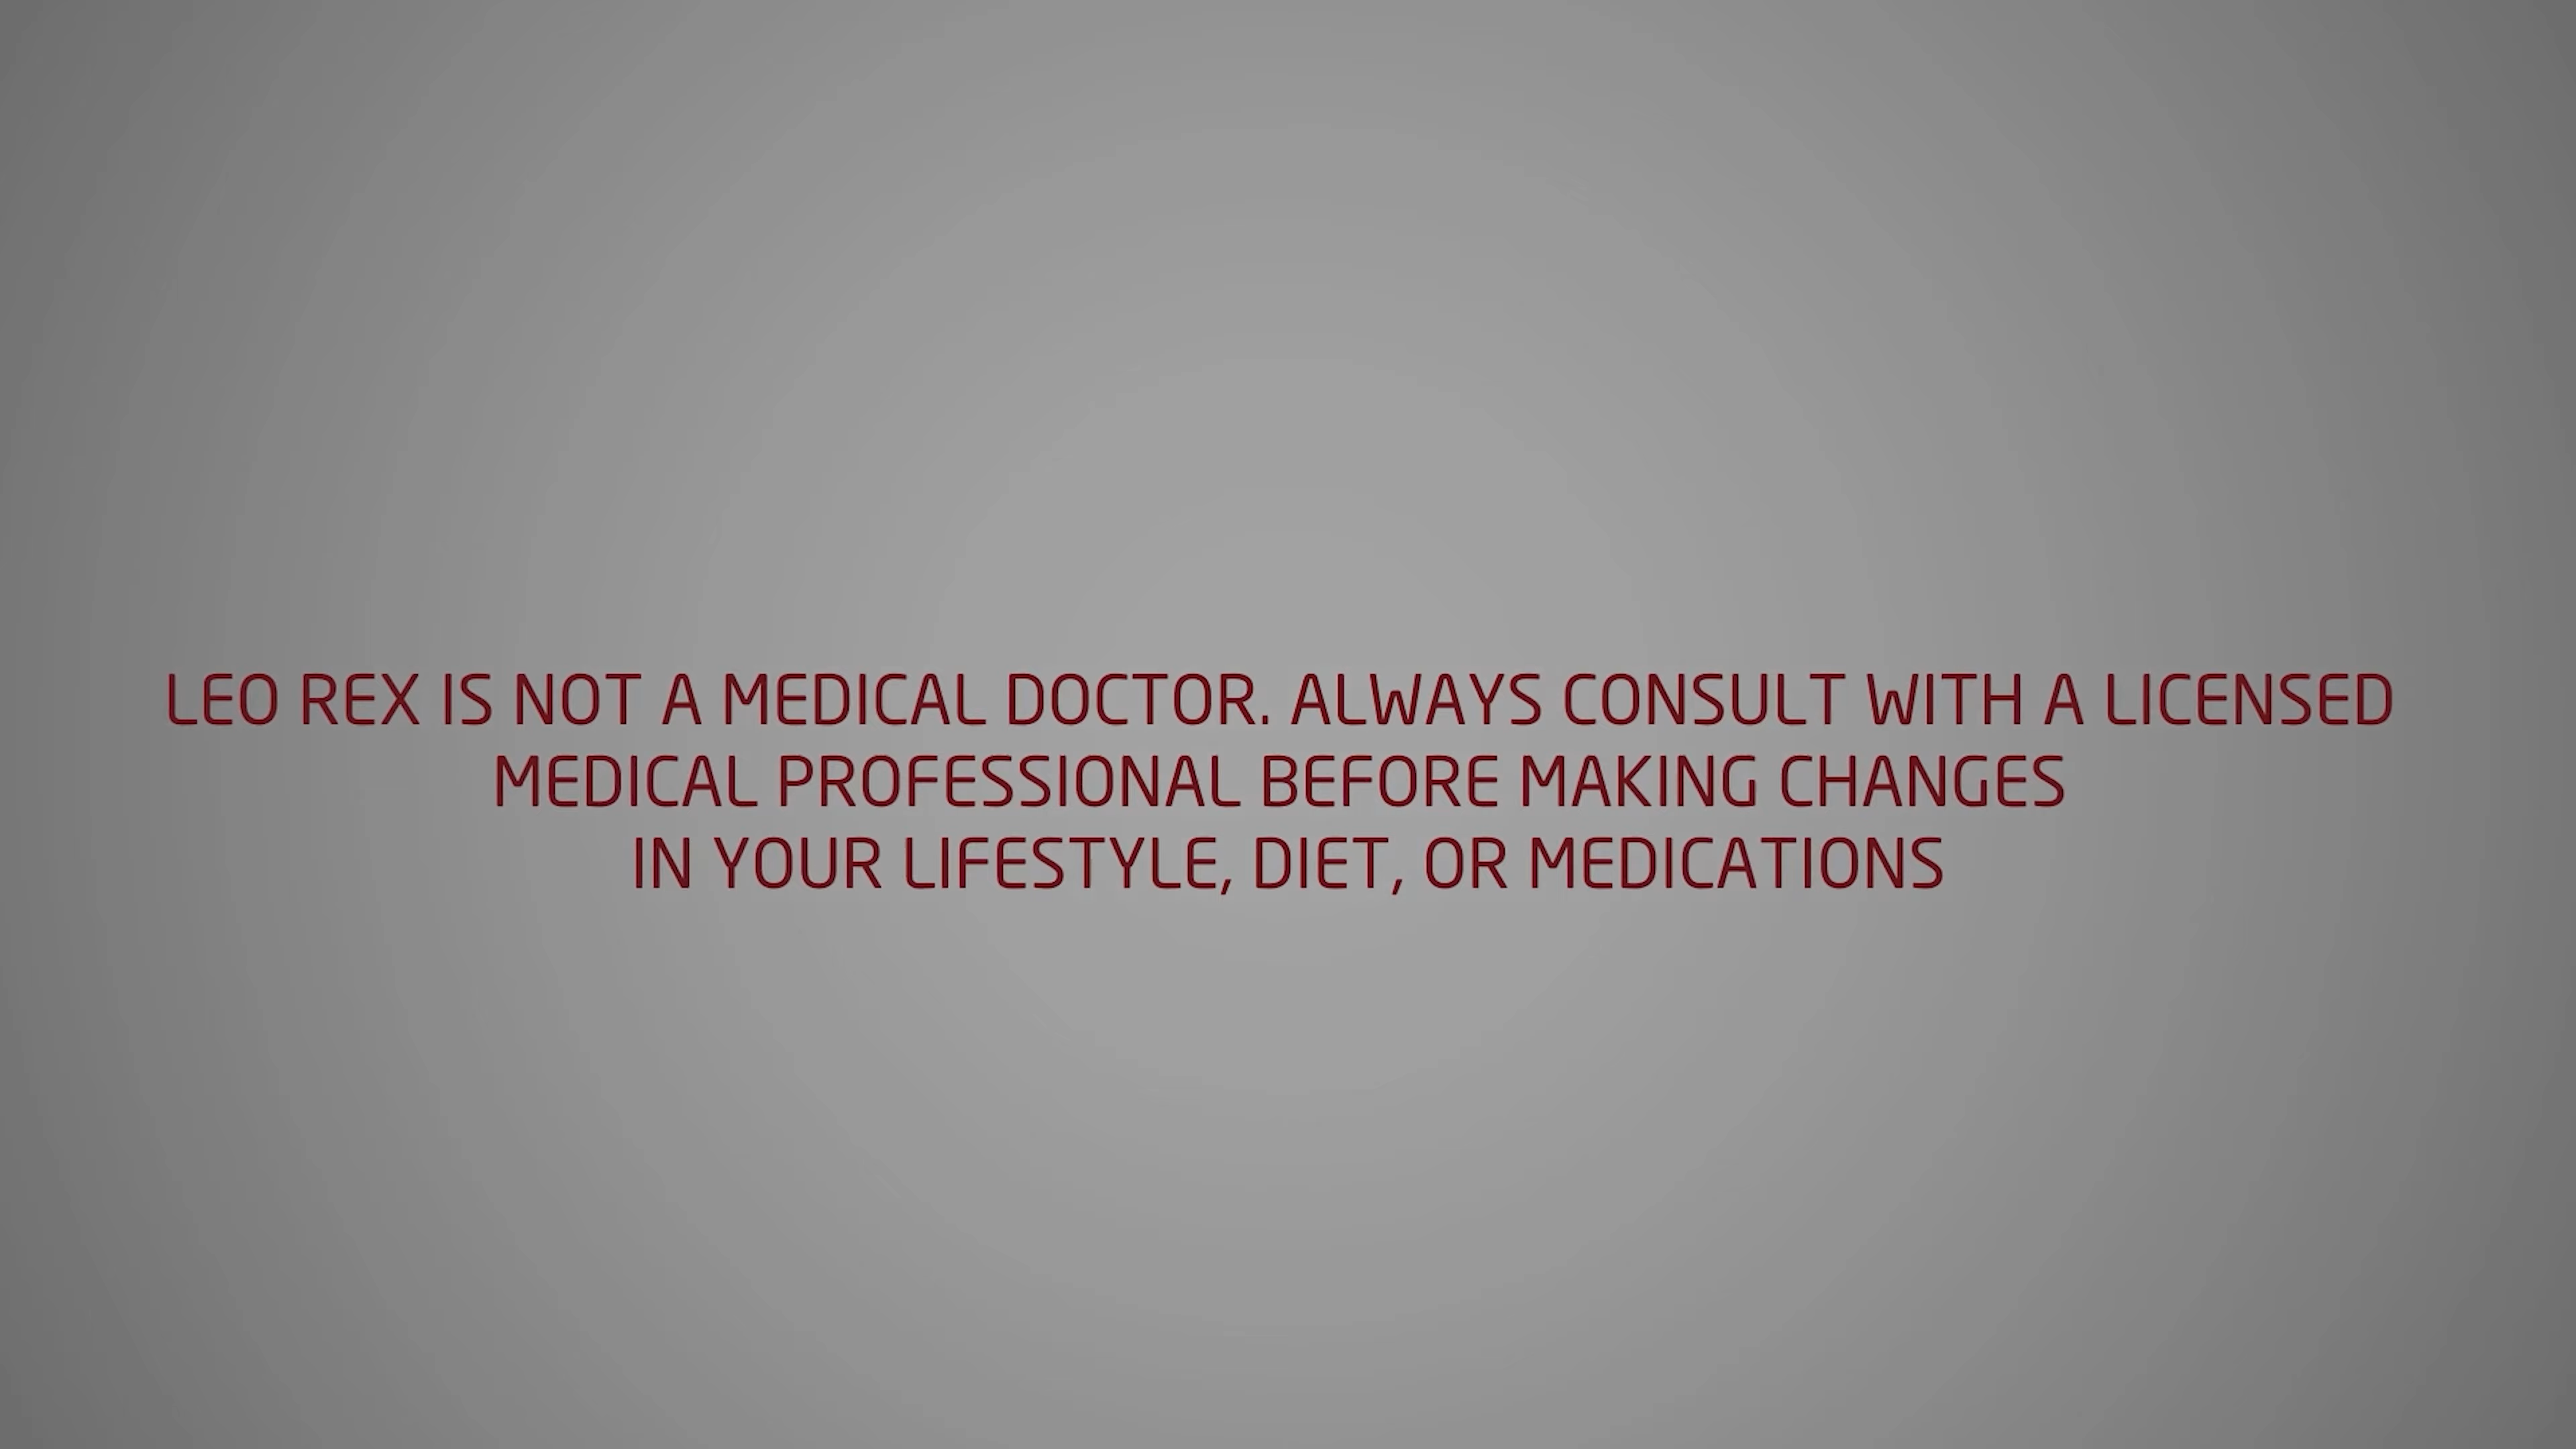 LEO REX IS NOT A MEDICAL DOCTOR. ALWAYS CONSULT WITH A LICENSED
MEDICAL PROFESSIONAL BEFORE MAKING CHANGES
IN YOUR LIFESTYLE, DIET, OR MEDICATIONS